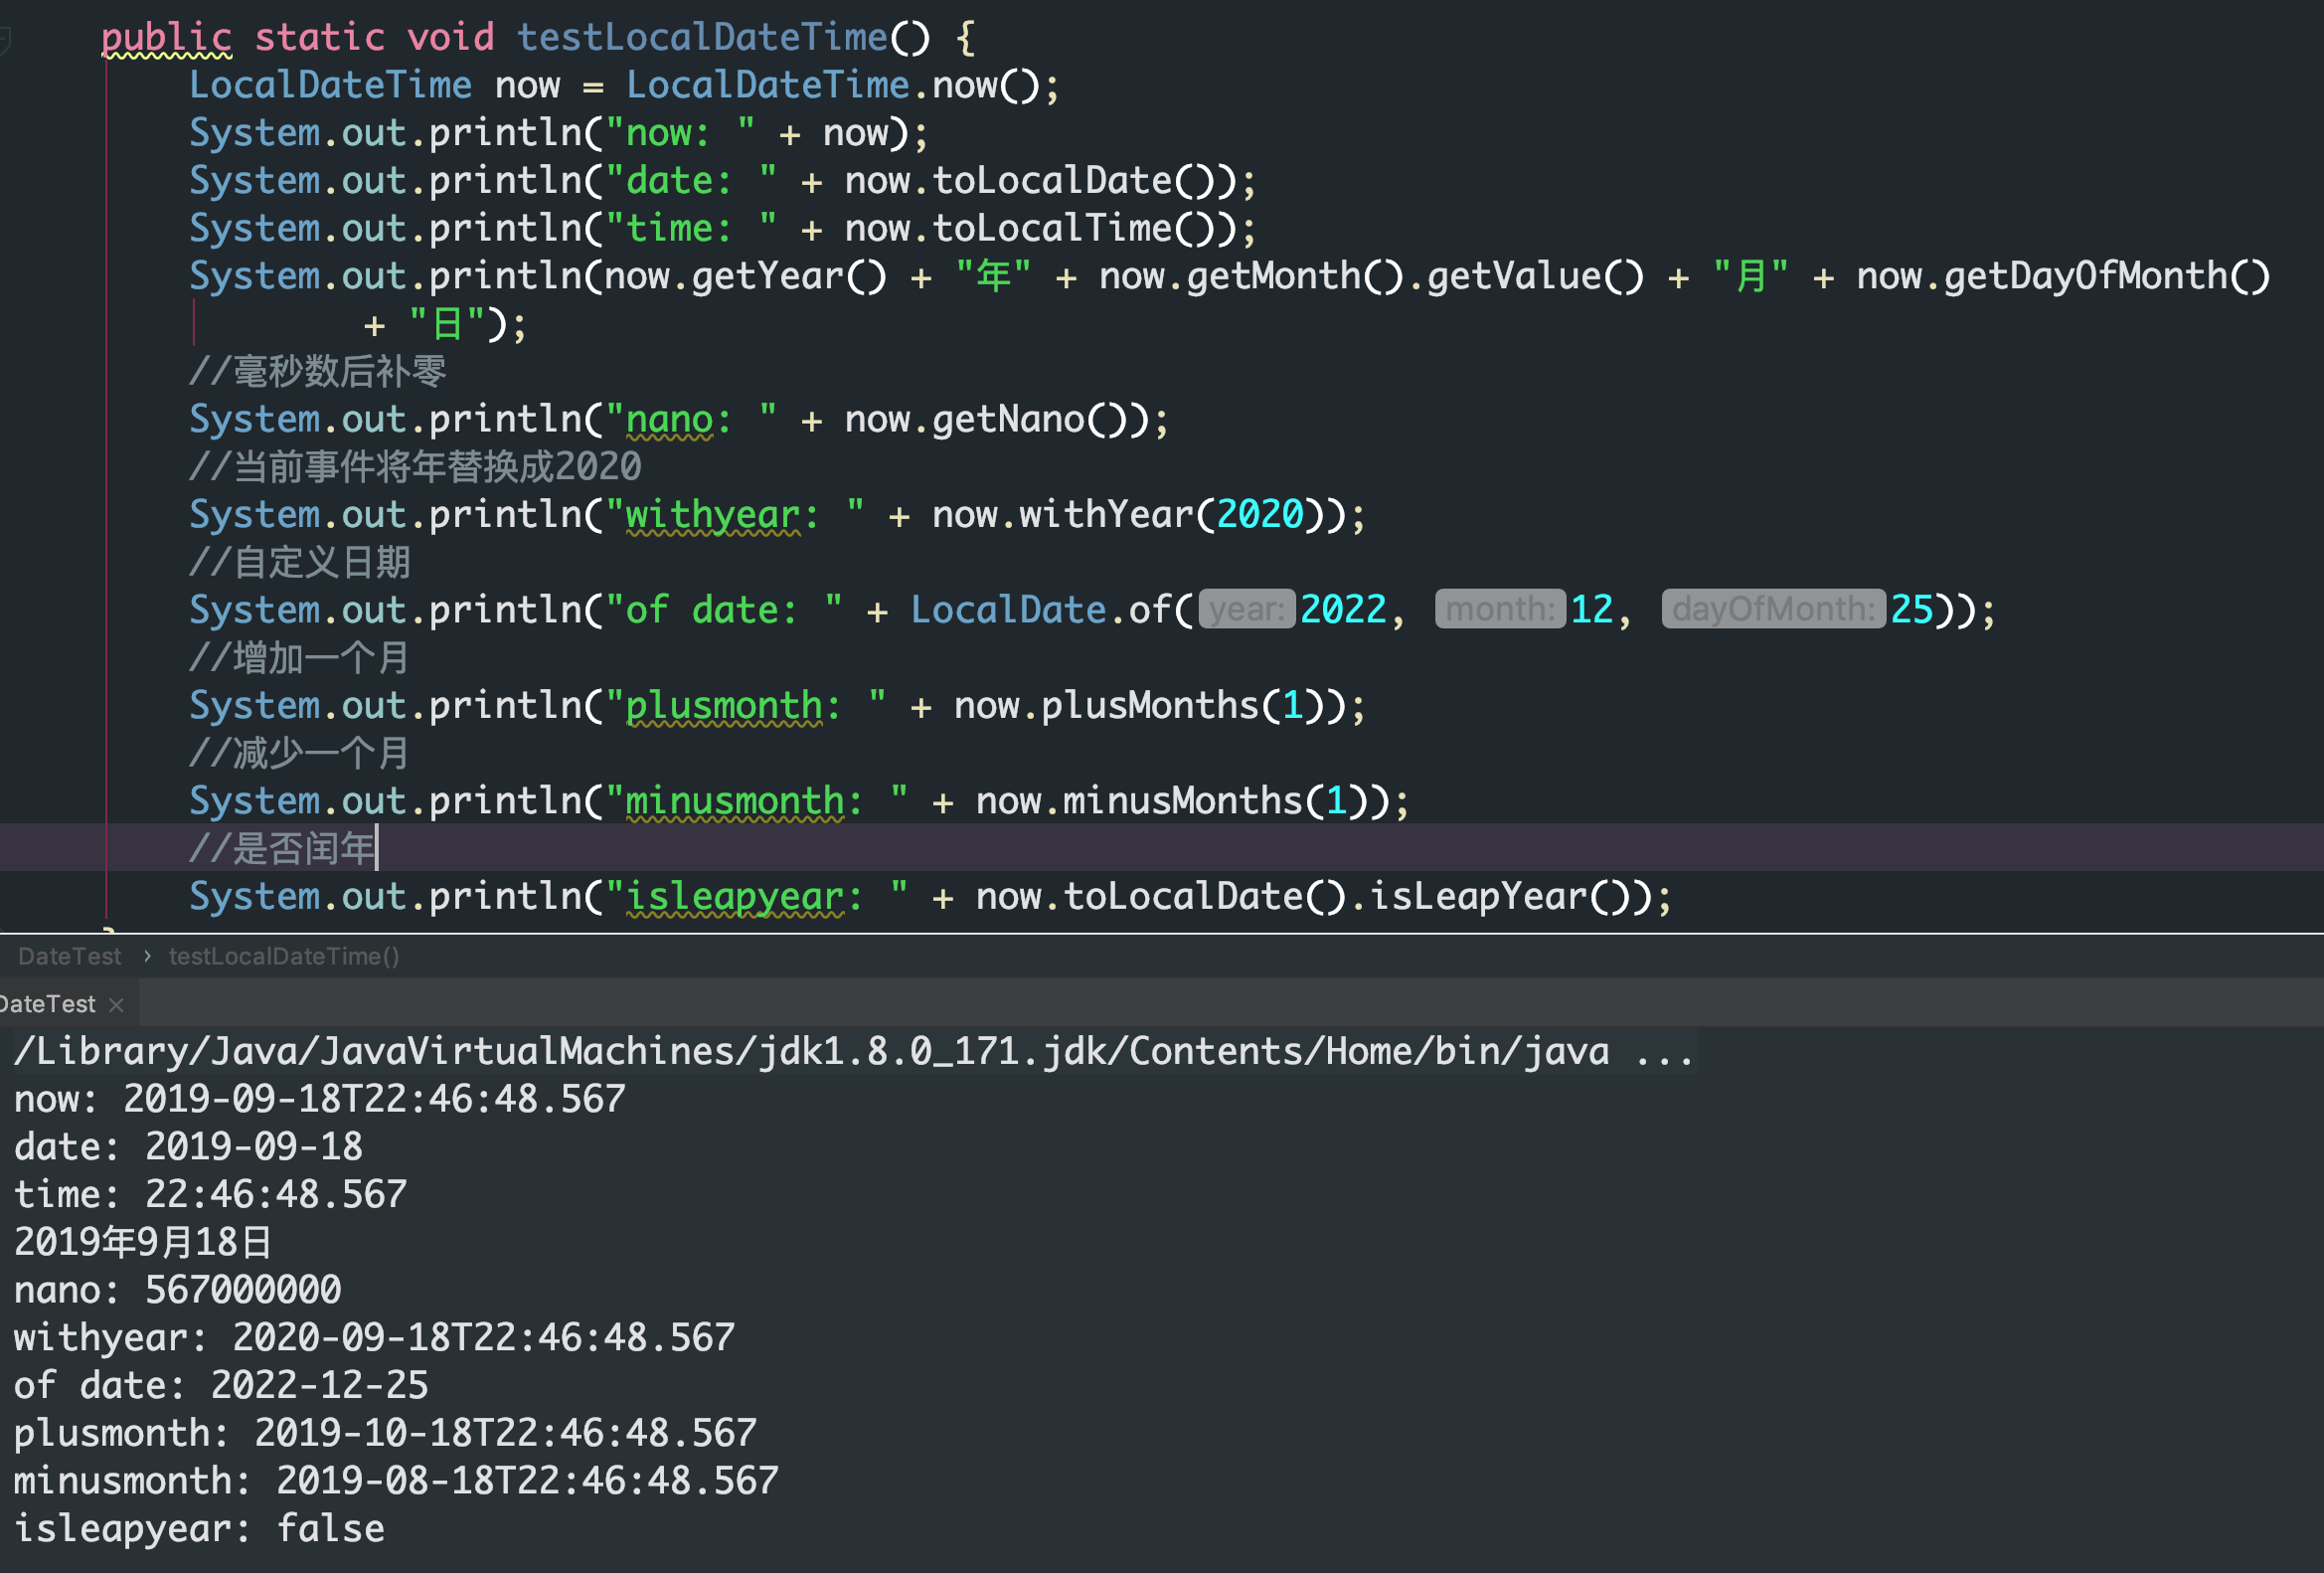 public static void testLocalDateTime() {
LocalDateTime now = LocalDateTime.now();
System.out.println("now: " + now);
System.out.println("date: " + now.toLocalDate());
System.out.println("time: " + now.toLocalTime());
System.out.println(now.getYear() + "年" + now.getMonth().getValue() + "月" + now.getDayOfMonth()
+ "日");
//毫秒数后补零
System.out.println("nano: " + now.getNano());
//当前事件将年替换成2020
System.out.println("withyear: " + now.withYear(2020));
//自定义日期
System.out.println("of date: " + LocalDate.of( year: 2022, month: 12, dayOfMonth: 25));
//增加一个月
System.out.println("plusmonth: " + now.plusMonths(1));
//减少一个月
System.out.println("minusmonth: " + now.minusMonths(1));
//是否闰年
System.out.println("isleapyear: " + now.toLocalDate().isLeapYear());
}
DateTest › testLocalDateTime()
DateTest ×
/Library/Java/JavaVirtualMachines/jdk1.8.0_171.jdk/Contents/Home/bin/java ...
now: 2019-09-18T22:46:48.567
date: 2019-09-18
time: 22:46:48.567
2019年9月18日
nano: 567000000
withyear: 2020-09-18T22:46:48.567
of date: 2022-12-25
plusmonth: 2019-10-18T22:46:48.567
minusmonth: 2019-08-18T22:46:48.567
isleapyear: false